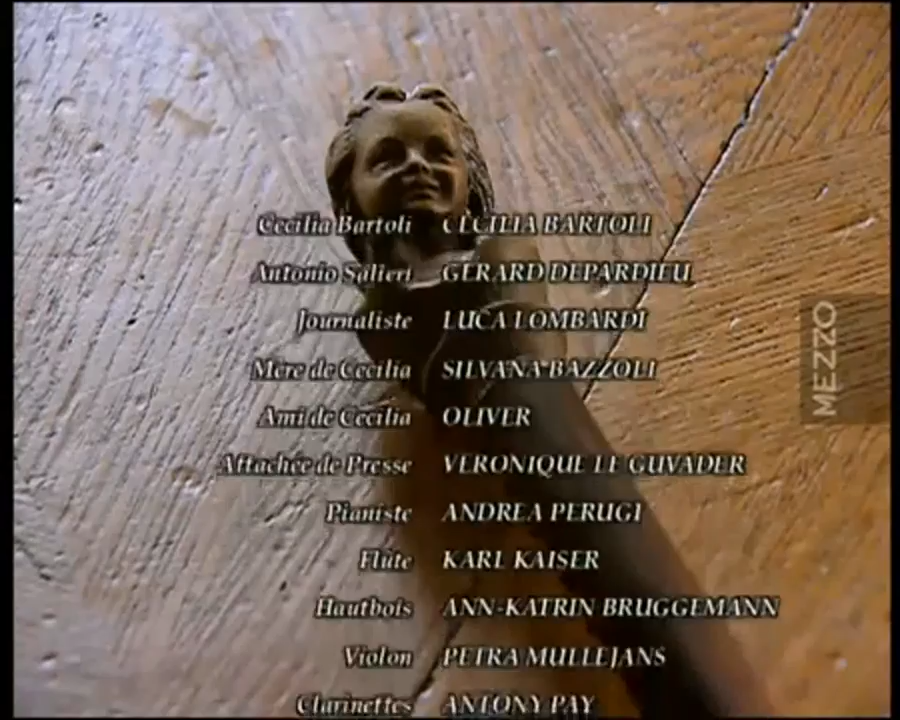 Cecilia Bartoli CECILIA BARTOLI
Antonio Salieri GERARD DEPARDIEU
Journaliste LUCA LOMBARDI
Mère de Cecilia SILVANA BAZZOLI
Ami de Cecilia OLIVER
Attachée de Presse VERONIQUE LE GUVADER
Pianiste ANDREA PERUGI
Flûte KARL KAISER
Hautbois ANN-KATRIN BRUGGEMANN
Violon PETRA MULLEJANS
Clarinettes ANTONY PAY
MEZZO